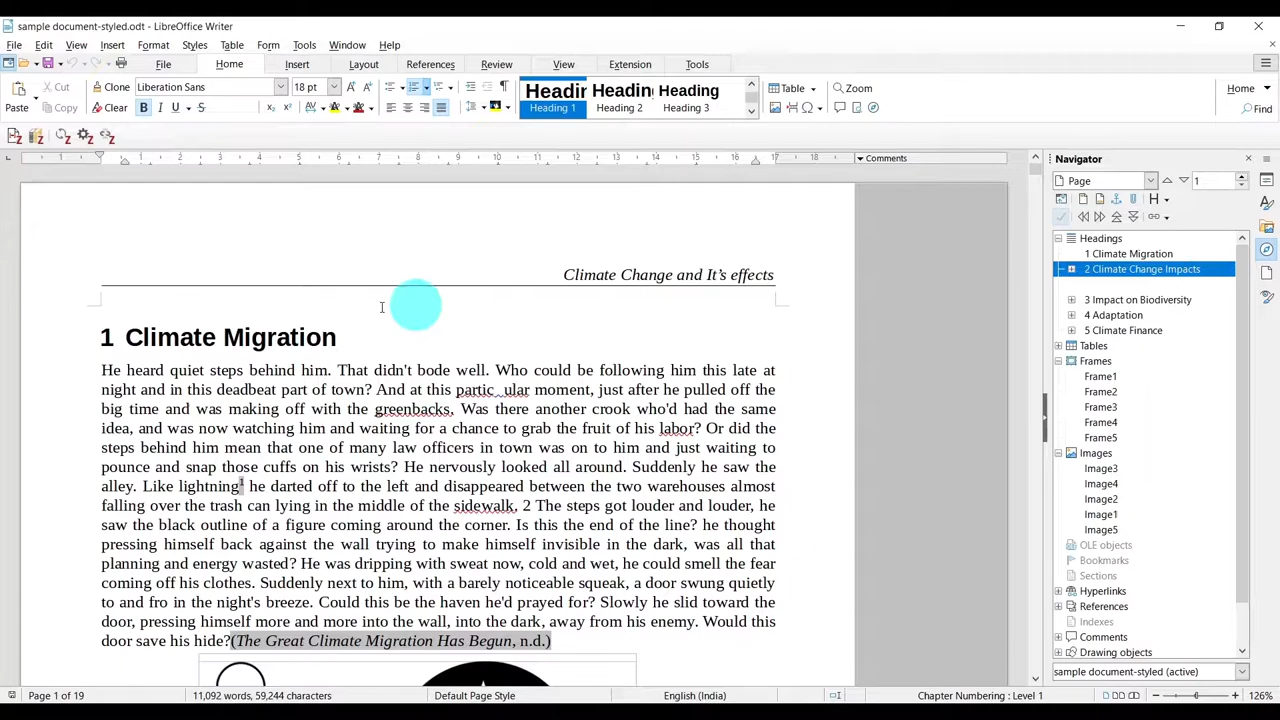 sample document-styled.odt - LibreOffice Writer
File Edit View Insert Format Styles Table Form Tools Window Help
File Home Insert Layout References Review View Extension Tools
Paste Cut Copy Clone Clear Liberation Sans 18 pt Heading 1 Heading 2 Heading 3 Table Zoom Home Find
1 1 2 3 4 5 6 7 8 9 10 11 12 13 14 15 16 17 18 Comments
Climate Change and It's effects
1 Climate Migration
He heard quiet steps behind him. That didn't bode well. Who could be following him this late at
night and in this deadbeat part of town? And at this partic ular moment, just after he pulled off the
big time and was making off with the greenbacks. Was there another crook who'd had the same
idea, and was now watching him and waiting for a chance to grab the fruit of his labor? Or did the
steps behind him mean that one of many law officers in town was on to him and just waiting to
pounce and snap those cuffs on his wrists? He nervously looked all around. Suddenly he saw the
alley. Like lightning1 he darted off to the left and disappeared between the two warehouses almost
falling over the trash can lying in the middle of the sidewalk. 2 The steps got louder and louder, he
saw the black outline of a figure coming around the corner. Is this the end of the line? he thought
pressing himself back against the wall trying to make himself invisible in the dark, was all that
planning and energy wasted? He was dripping with sweat now, cold and wet, he could smell the fear
coming off his clothes. Suddenly next to him, with a barely noticeable squeak, a door swung quietly
to and fro in the night's breeze. Could this be the haven he'd prayed for? Slowly he slid toward the
door, pressing himself more and more into the wall, into the dark, away from his enemy. Would this
door save his hide?(The Great Climate Migration Has Begun, n.d.)
Navigator
Page 1
Headings
1 Climate Migration
2 Climate Change Impacts
3 Impact on Biodiversity
4 Adaptation
5 Climate Finance
Tables
Frames
Frame1
Frame2
Frame3
Frame4
Frame5
Images
Image3
Image4
Image2
Image1
Image5
OLE objects
Bookmarks
Sections
Hyperlinks
References
Indexes
Comments
Drawing objects
sample document-styled (active)
Page 1 of 19 11,092 words, 59,244 characters Default Page Style English (India) Chapter Numbering : Level 1 126%